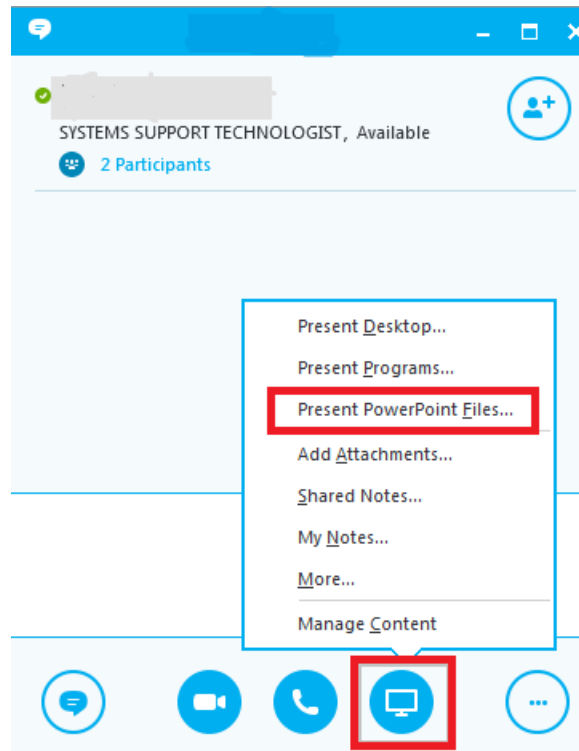 SYSTEMS SUPPORT TECHNOLOGIST, Available
2 Participants
Present Desktop...
Present Programs...
Present PowerPoint Files...
Add Attachments...
Shared Notes...
My Notes...
More...
Manage Content